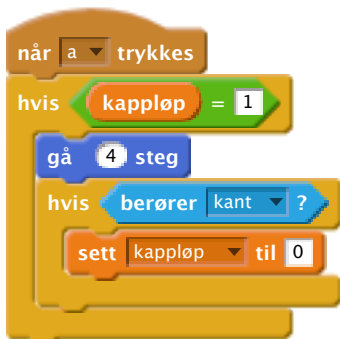 når a trykkes
hvis kappløp = 1
gå 4 steg
hvis berører kant ?
sett kappløp til 0